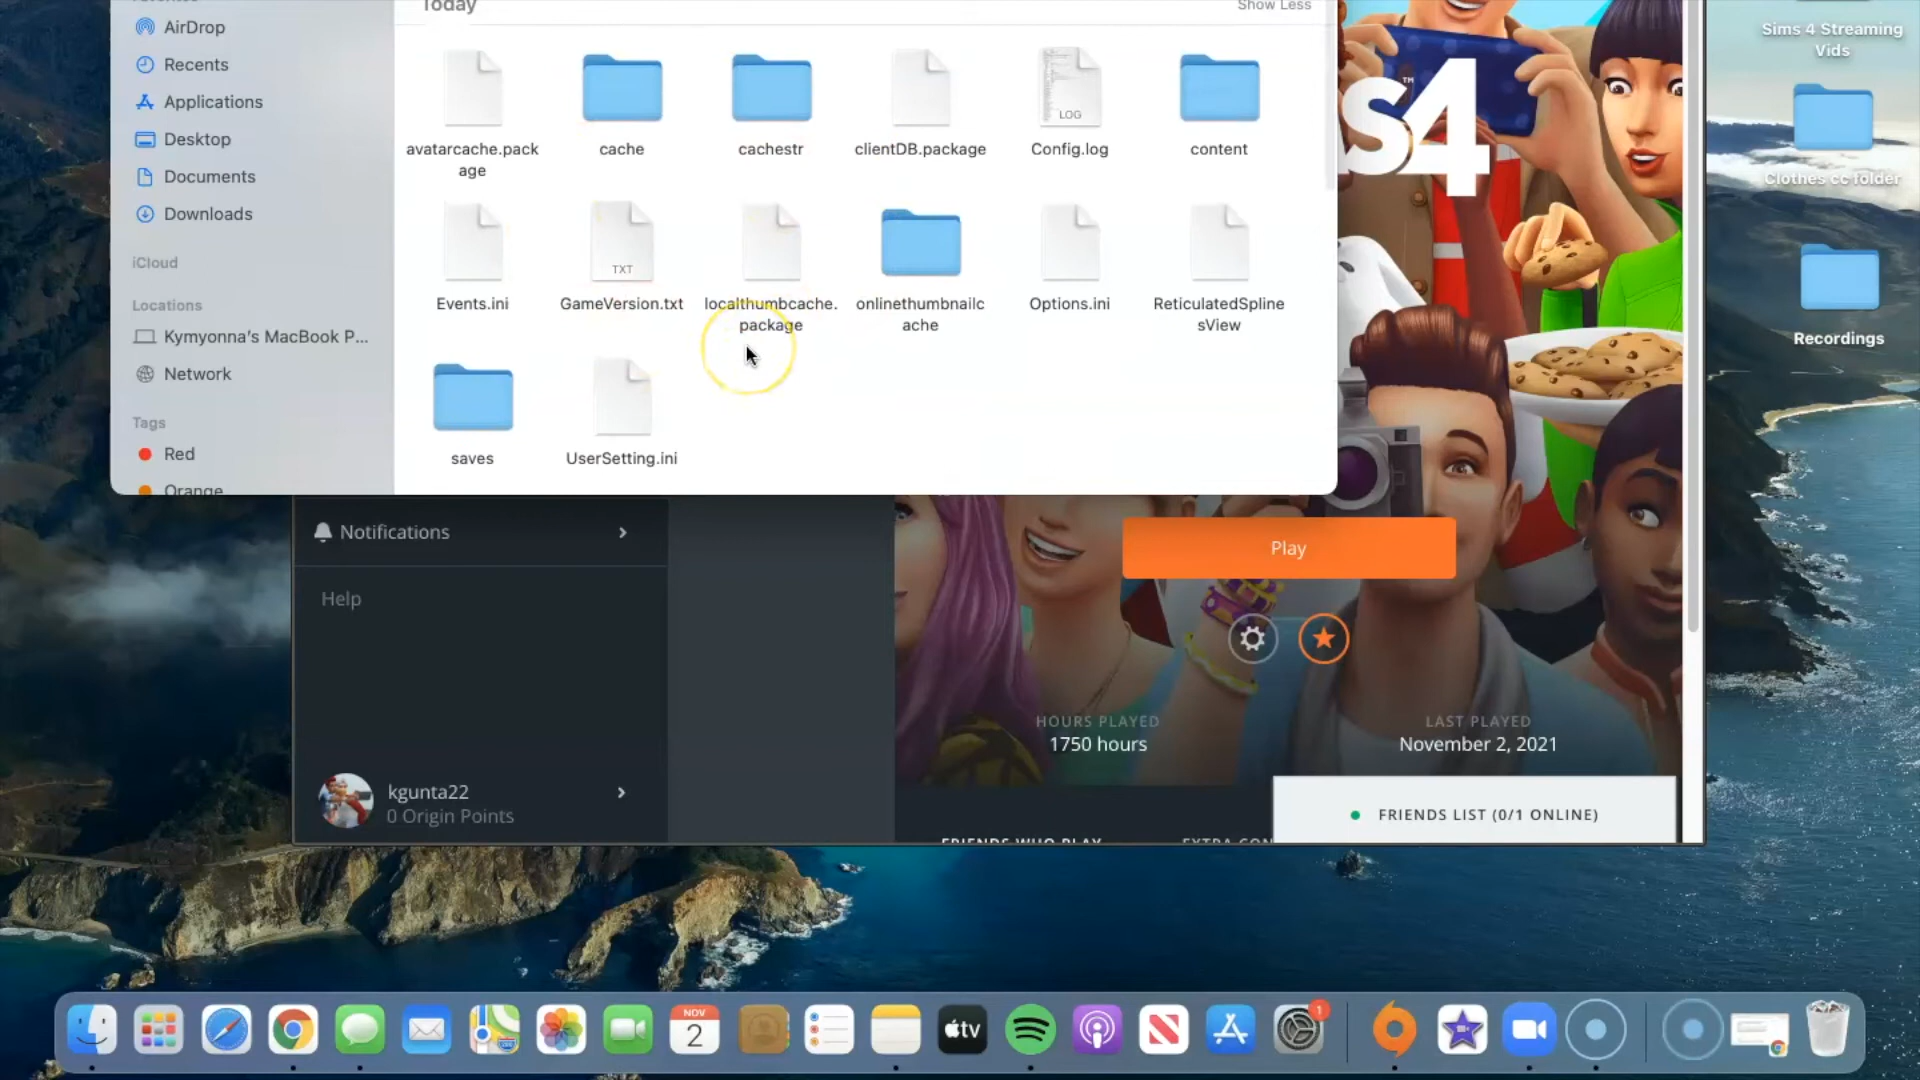 Today
Show Less
AirDrop
Recents
Applications
Desktop
Documents
Downloads
iCloud
Locations
Kymyonna's MacBook P...
Network
Tags
Red
Orange
avatarcache.pack
age
cache
cachestr
clientDB.package
LOG
Config.log
content
Events.ini
TXT
GameVersion.txt
localthumbcache.
package
onlinethumbnailc
ache
Options.ini
ReticulatedSpline
sView
saves
UserSetting.ini
S4
TM
Sims 4 Streaming
Vids
Clothes cc folder
Recordings
Notifications
Help
kgunta22
0 Origin Points
Play
HOURS PLAYED
1750 hours
LAST PLAYED
November 2, 2021
FRIENDS LIST (0/1 ONLINE)
FRIENDS WHO PLAY
EXTRA CON
NOV
2
tv
1